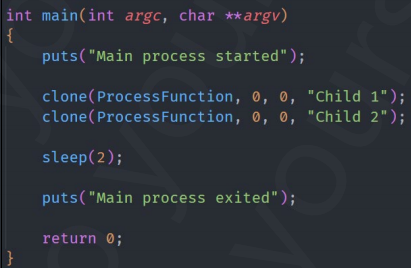 int main(int argc, char **argv)
{
    puts("Main process started");

    clone(ProcessFunction, 0, 0, "Child 1");
    clone(ProcessFunction, 0, 0, "Child 2");

    sleep(2);

    puts("Main process exited");

    return 0;
}